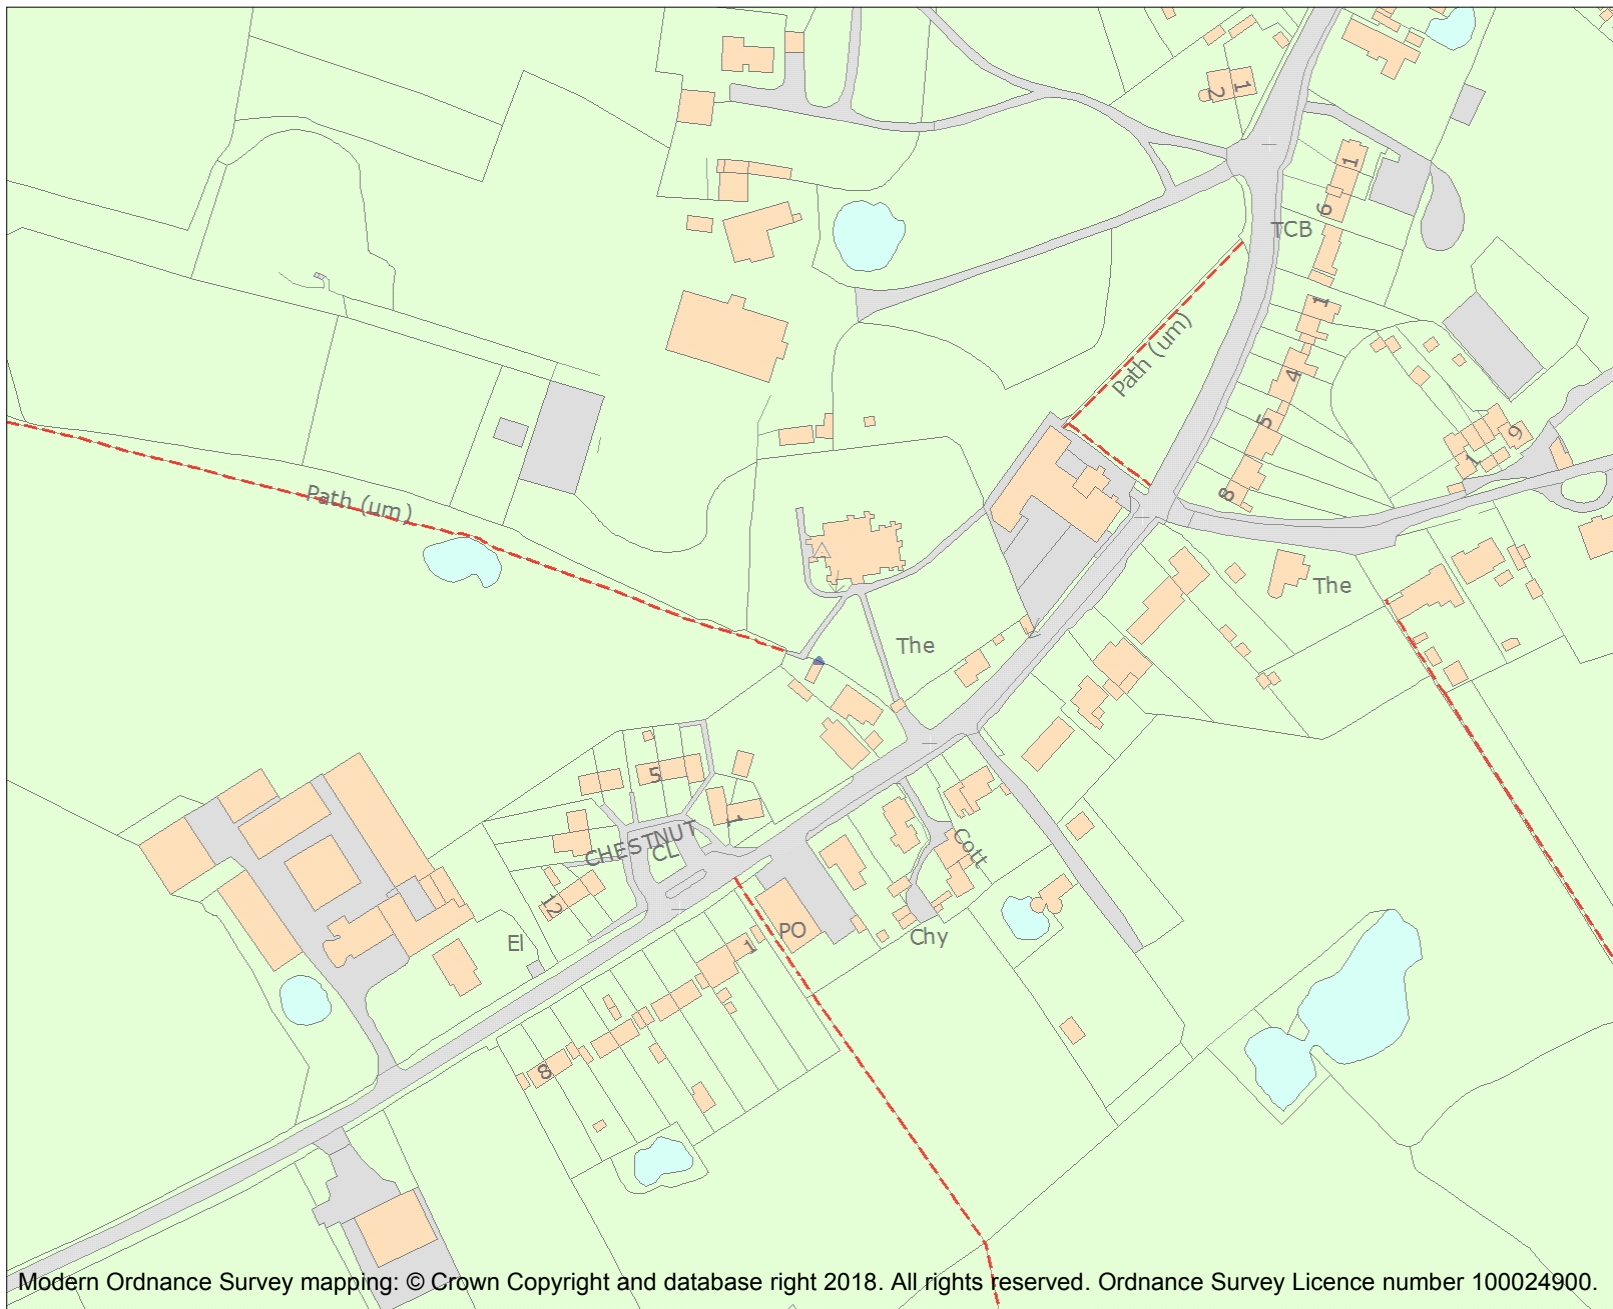 2
1
1
6
TCB
Path (um)
1
4
5
8
9
1
Path (um)
The
The
5
1
CHESTNUT
CL
12
Cott
PO
Chy
El
1
8
Modern Ordnance Survey mapping: © Crown Copyright and database right 2018. All rights reserved. Ordnance Survey Licence number 100024900.